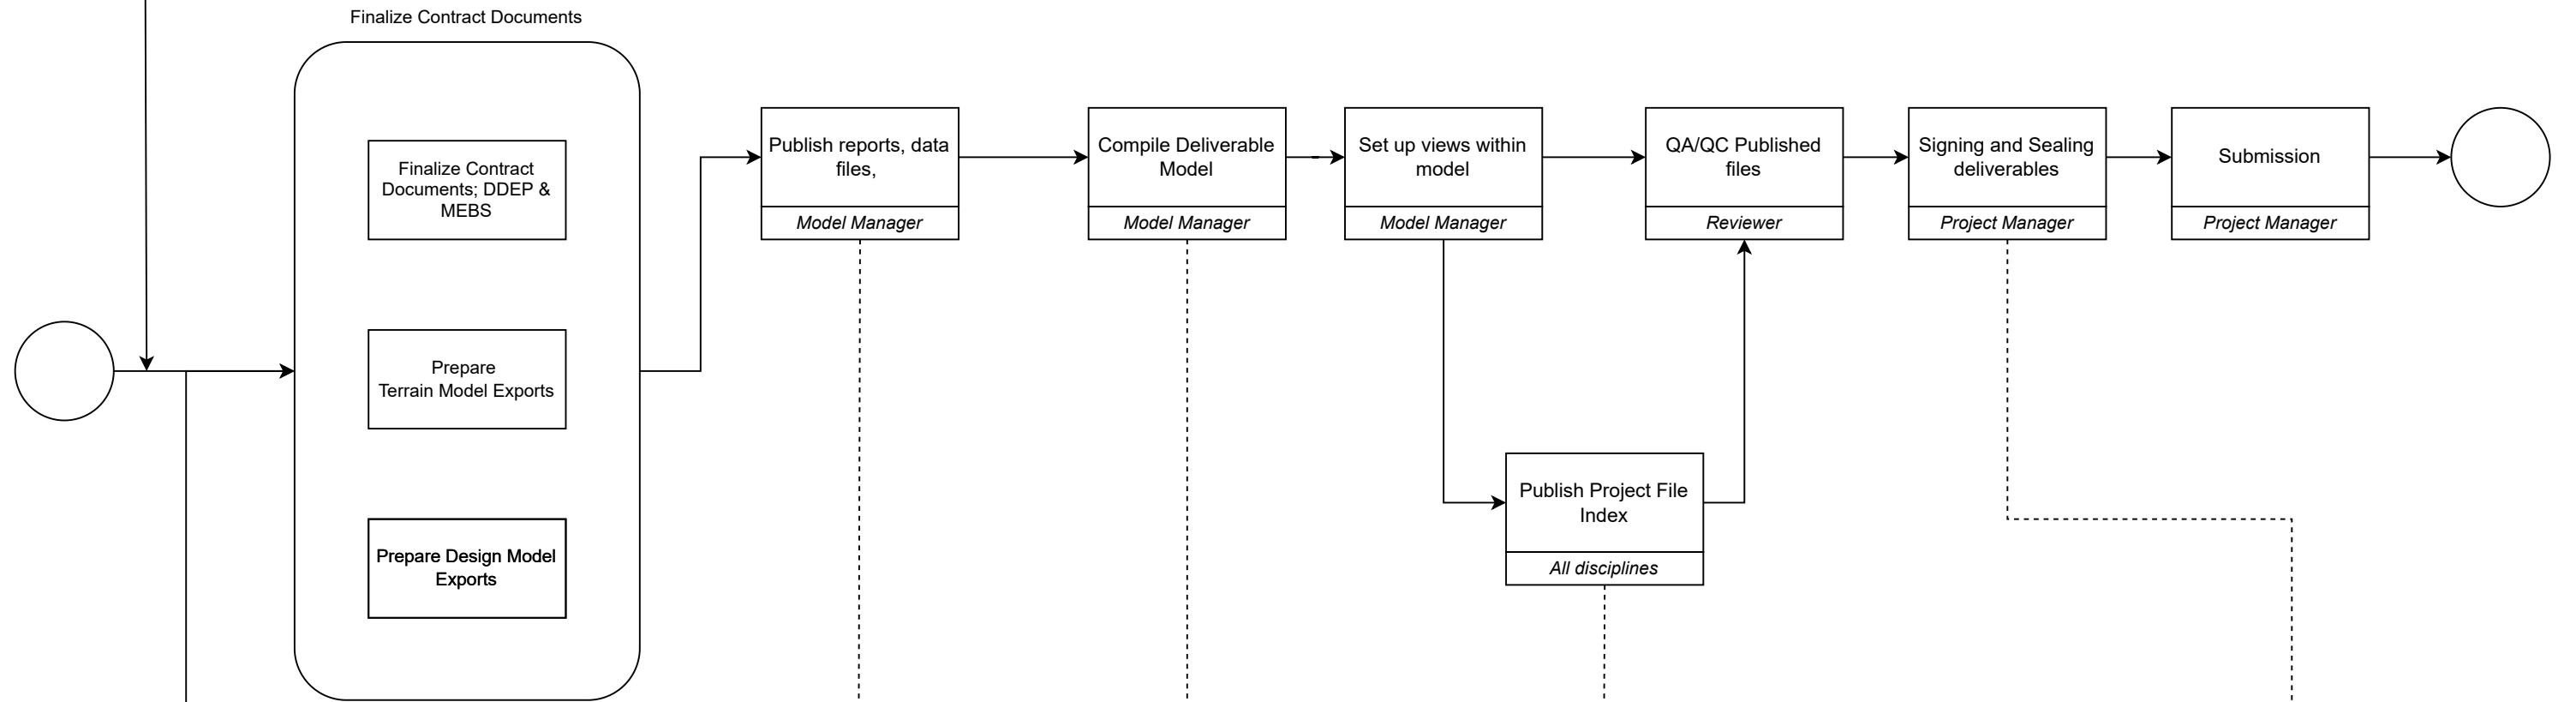 Finalize Contract Documents
Finalize Contract
Documents; DDEP &
MEBS
Prepare
Terrain Model Exports
Prepare Design Model
Exports
Publish reports, data
files,
Model Manager
Compile Deliverable
Model
Model Manager
Set up views within
model
Model Manager
Publish Project File
Index
All disciplines
QA/QC Published
files
Reviewer
Signing and Sealing
deliverables
Project Manager
Submission
Project Manager